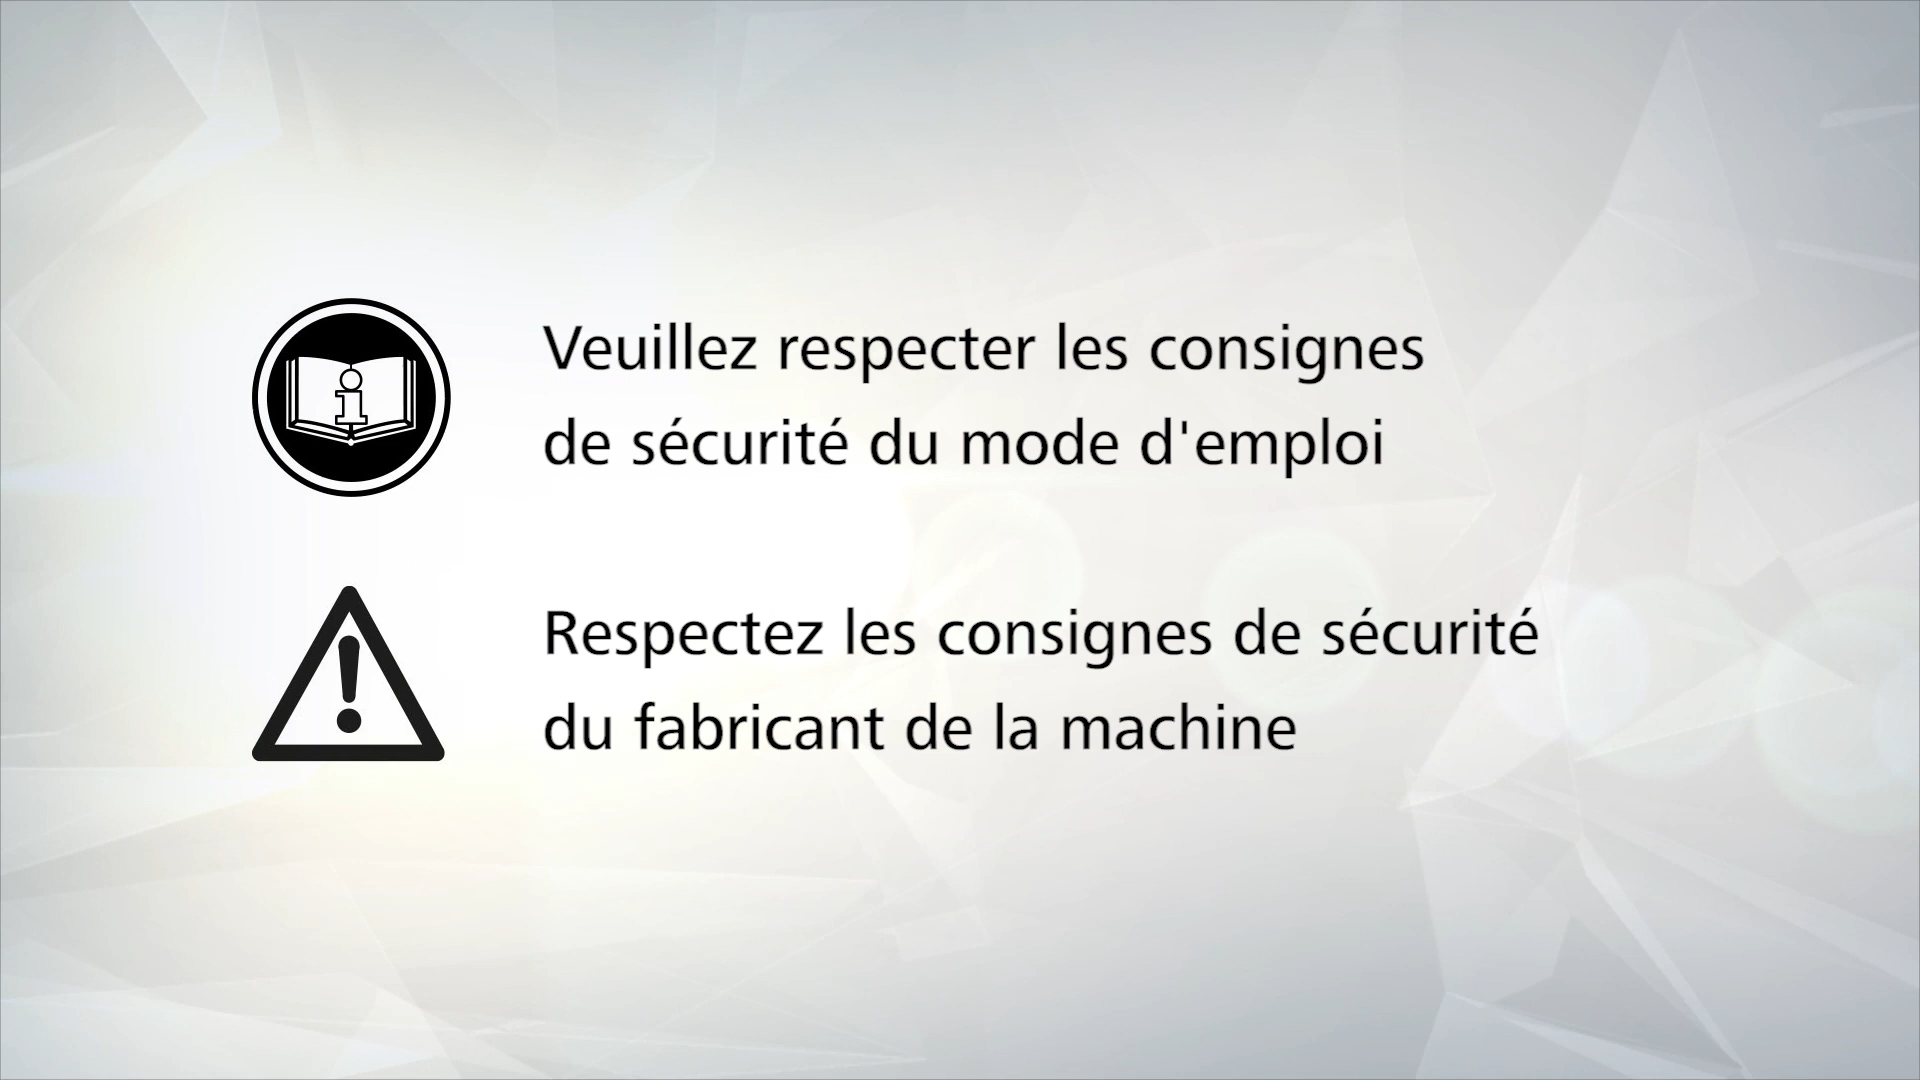 Veuillez respecter les consignes
de sécurité du mode d'emploi
Respectez les consignes de sécurité
du fabricant de la machine